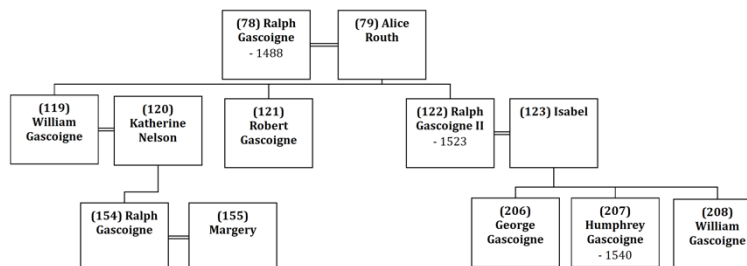 (78) Ralph
Gascoigne
- 1488
(79) Alice
Routh
(119)
William
Gascoigne
(120)
Katherine
Nelson
(121)
Robert
Gascoigne
(122) Ralph
Gascoigne II
- 1523
(123) Isabel
(154) Ralph
Gascoigne
(155)
Margery
(206)
George
Gascoigne
(207)
Humphrey
Gascoigne
- 1540
(208)
William
Gascoigne